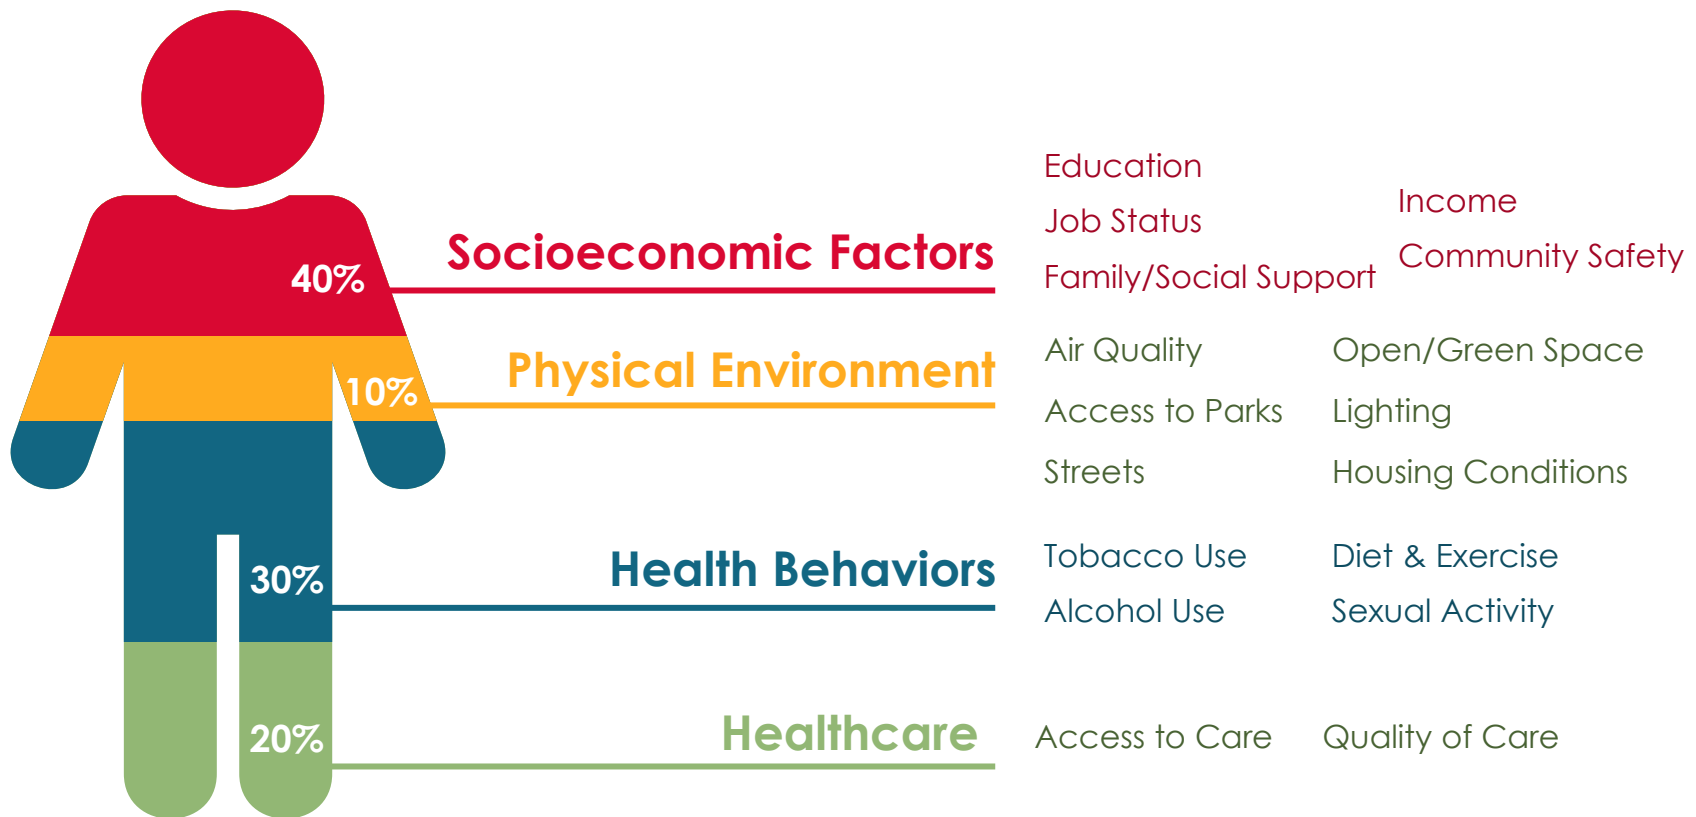 Education
Income
Job Status
Socioeconomic Factors
Community Safety
40%
Family/Social Support
Air Quality
Open/Green Space
Physical Environment
10%
Access to Parks
Lighting
Streets
Housing Conditions
Tobacco Use
Diet & Exercise
Health Behaviors
30%
Alcohol Use
Sexual Activity
Healthcare
20%
Access to Care
Quality of Care